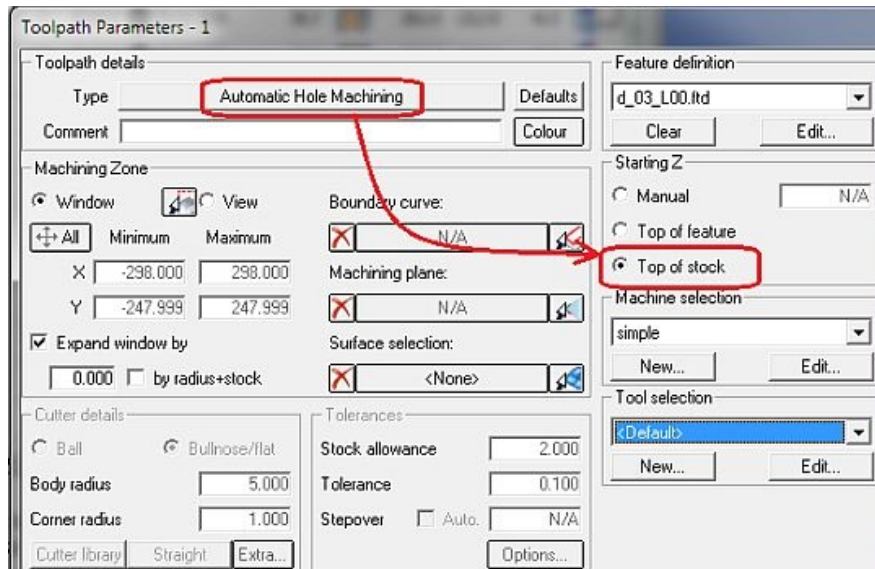 Toolpath Parameters - 1
Toolpath details
Type Automatic Hole Machining Defaults
Comment Colour
Feature definition
d_03_L00.ftd
Clear Edit...
Machining Zone
Window View Boundary curve:
All Minimum Maximum N/A
X -298.000 298.000 Machining plane:
Y -247.999 247.999 N/A
Expand window by Surface selection:
0.000 by radius+stock <None>
Starting Z
Manual N/A
Top of feature
Top of stock
Machine selection
simple
New... Edit...
Tool selection
<Default>
New... Edit...
Cutter details
Ball Bullnose/flat
Body radius 5.000
Corner radius 1.000
Cutter library Straight Extra...
Tolerances
Stock allowance 2.000
Tolerance 0.100
Stepover Auto. N/A
Options...